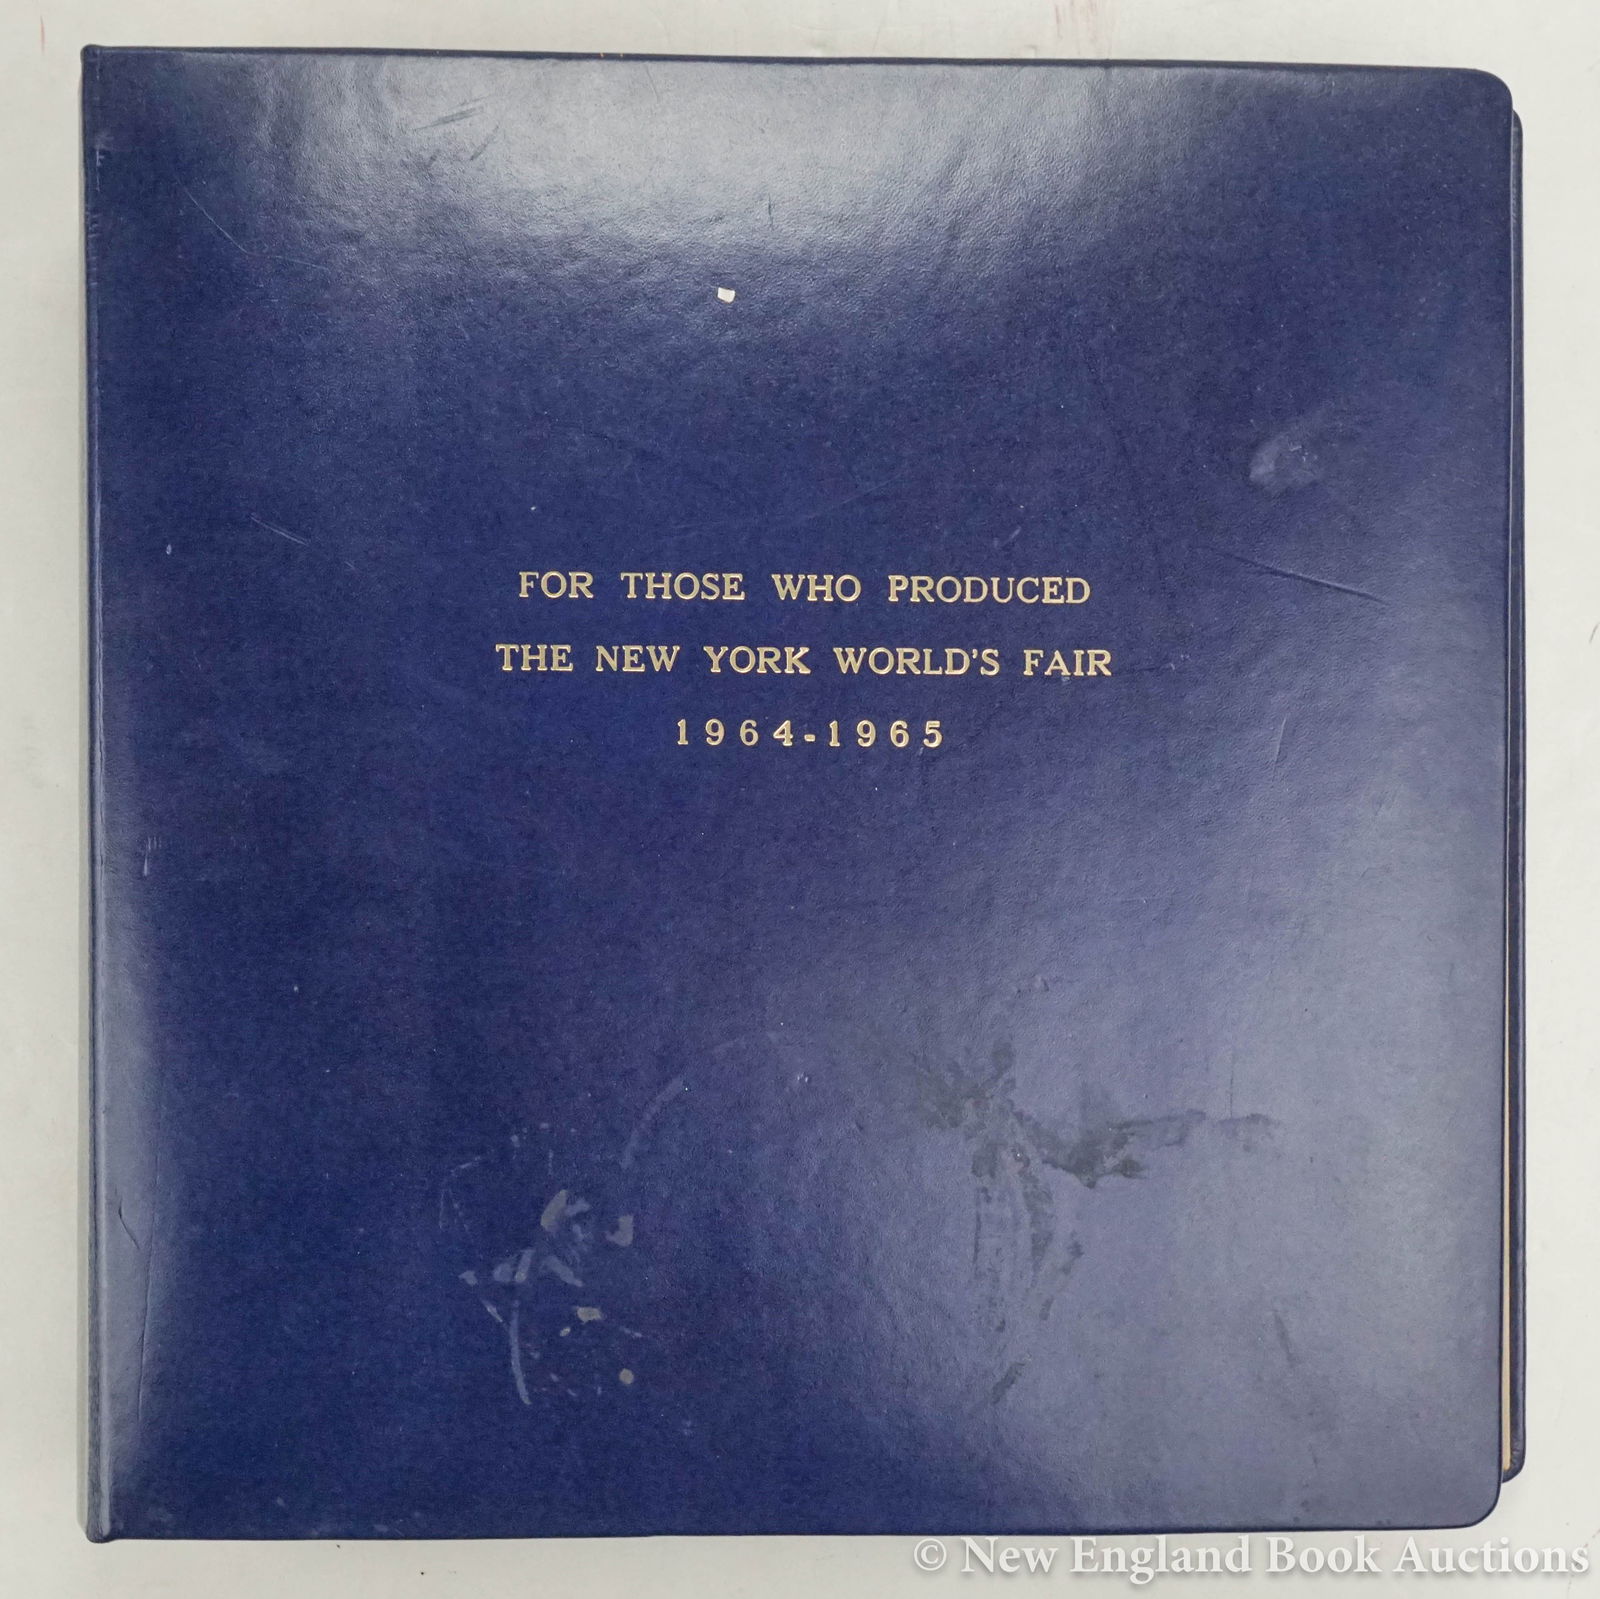 FOR THOSE WHO PRODUCED
THE NEW YORK WORLD'S FAIR
1964-1965
© New England Book Auctions